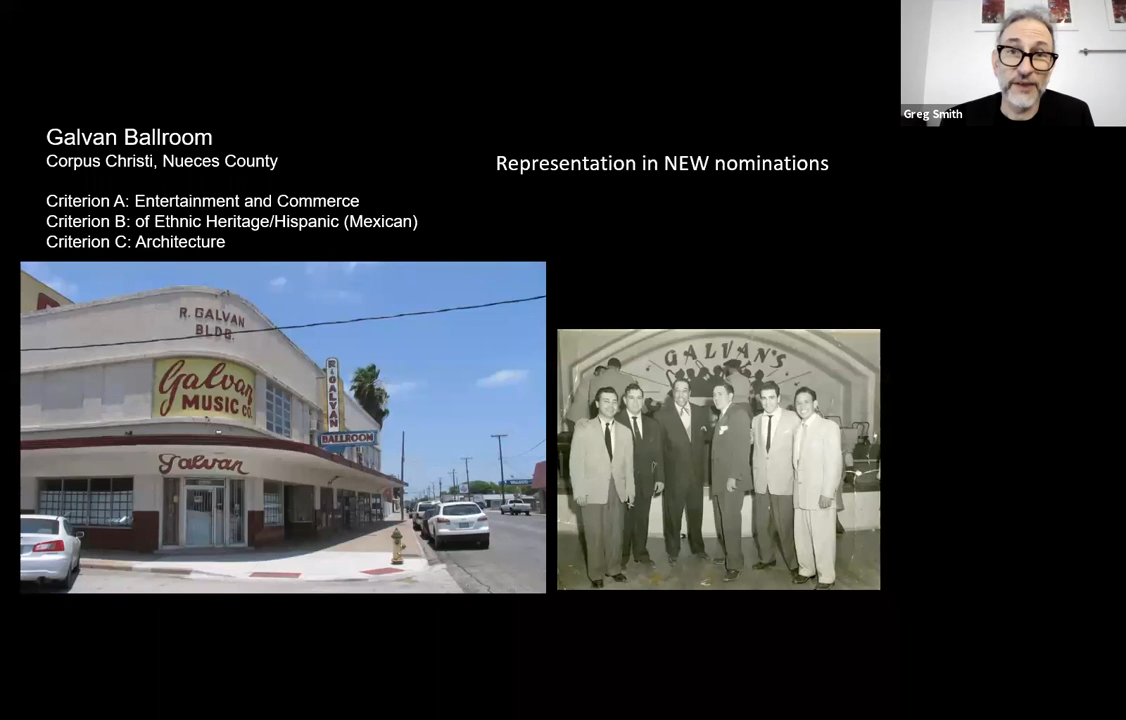 Greg Smith
Galvan Ballroom
Corpus Christi, Nueces County
Representation in NEW nominations
Criterion A: Entertainment and Commerce
Criterion B: of Ethnic Heritage/Hispanic (Mexican)
Criterion C: Architecture
R. GALVAN
BLDG.
Galvan
MUSIC CO.
R. GALVAN
BALLROOM
Galvan
GALVAN'S